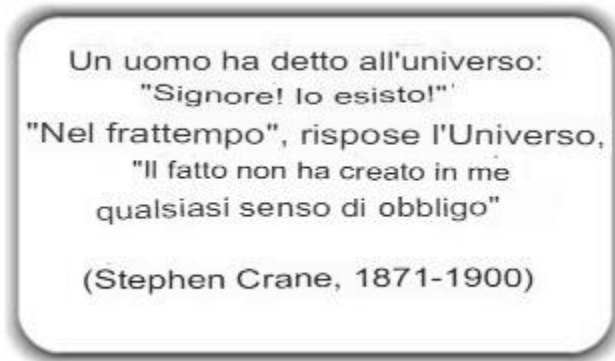 Un uomo ha detto all'universo:
"Signore! Io esisto!"
"Nel frattempo", rispose l'Universo,
"Il fatto non ha creato in me
qualsiasi senso di obbligo"
(Stephen Crane, 1871-1900)